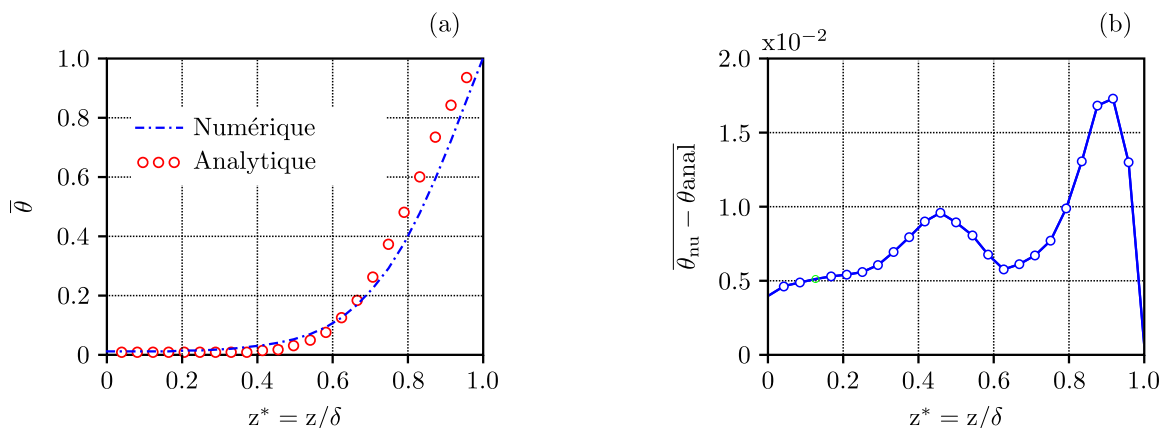 (a)
1.0
0.8
0.6
0.4
0.2
0
θ̅
Numérique
Analytique
0 0.2 0.4 0.6 0.8 1.0
z* = z/δ
(b)
x10⁻²
2.0
1.5
1.0
0.5
0
θnu − θanal
0 0.2 0.4 0.6 0.8 1.0
z* = z/δ